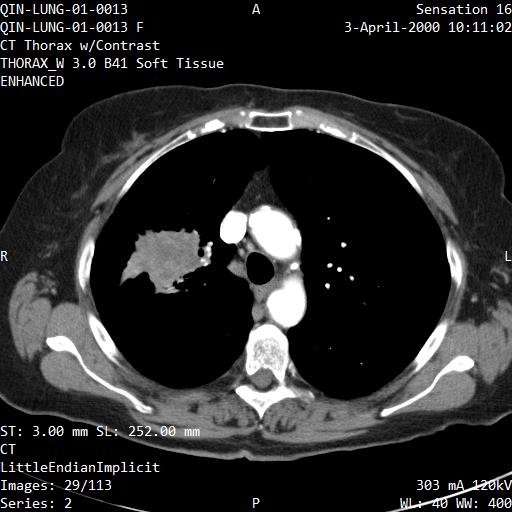 QIN-LUNG-01-0013
A
Sensation 16
QIN-LUNG-01-0013 F
3-April-2000 10:11:02
CT Thorax w/Contrast
THORAX_W 3.0 B41 Soft Tissue
ENHANCED
R
L
ST: 3.00 mm SL: 252.00 mm
CT
LittleEndianImplicit
Images: 29/113
303 mA 120kV
Series: 2
P
WL: 40 WW: 400